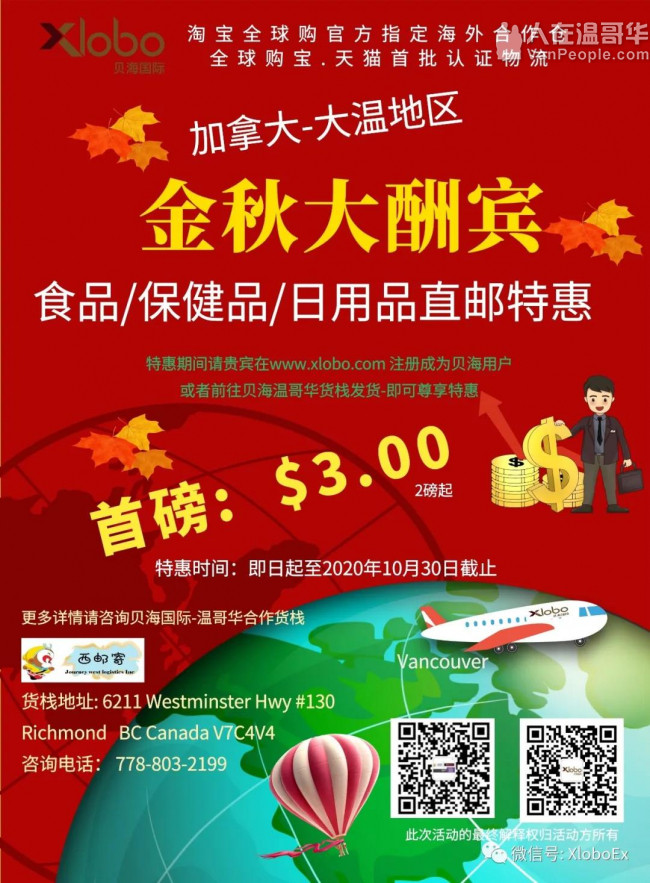 Xlobo
贝海国际
淘宝全球购官方指定海外合作仓
全球购宝.天猫首批认证物流
人在温哥华
VanPeople.com
加拿大-大温地区
金秋大酬宾
食品/保健品/日用品直邮特惠
特惠期间请贵宾在www.xlobo.com 注册成为贝海用户
或者前往贝海温哥华货栈发货-即可尊享特惠
首磅：$3.00
2磅起
特惠时间：即日起至2020年10月30日截止
更多详情请咨询贝海国际-温哥华合作货栈
西邮寄
Journey west logistics Inc
Xlobo
Vancouver
货栈地址: 6211 Westminster Hwy #130
Richmond BC Canada V7C4V4
咨询电话： 778-803-2199
Xlobo
此次活动的最终解释权归活动方所有
微信号: XloboEx